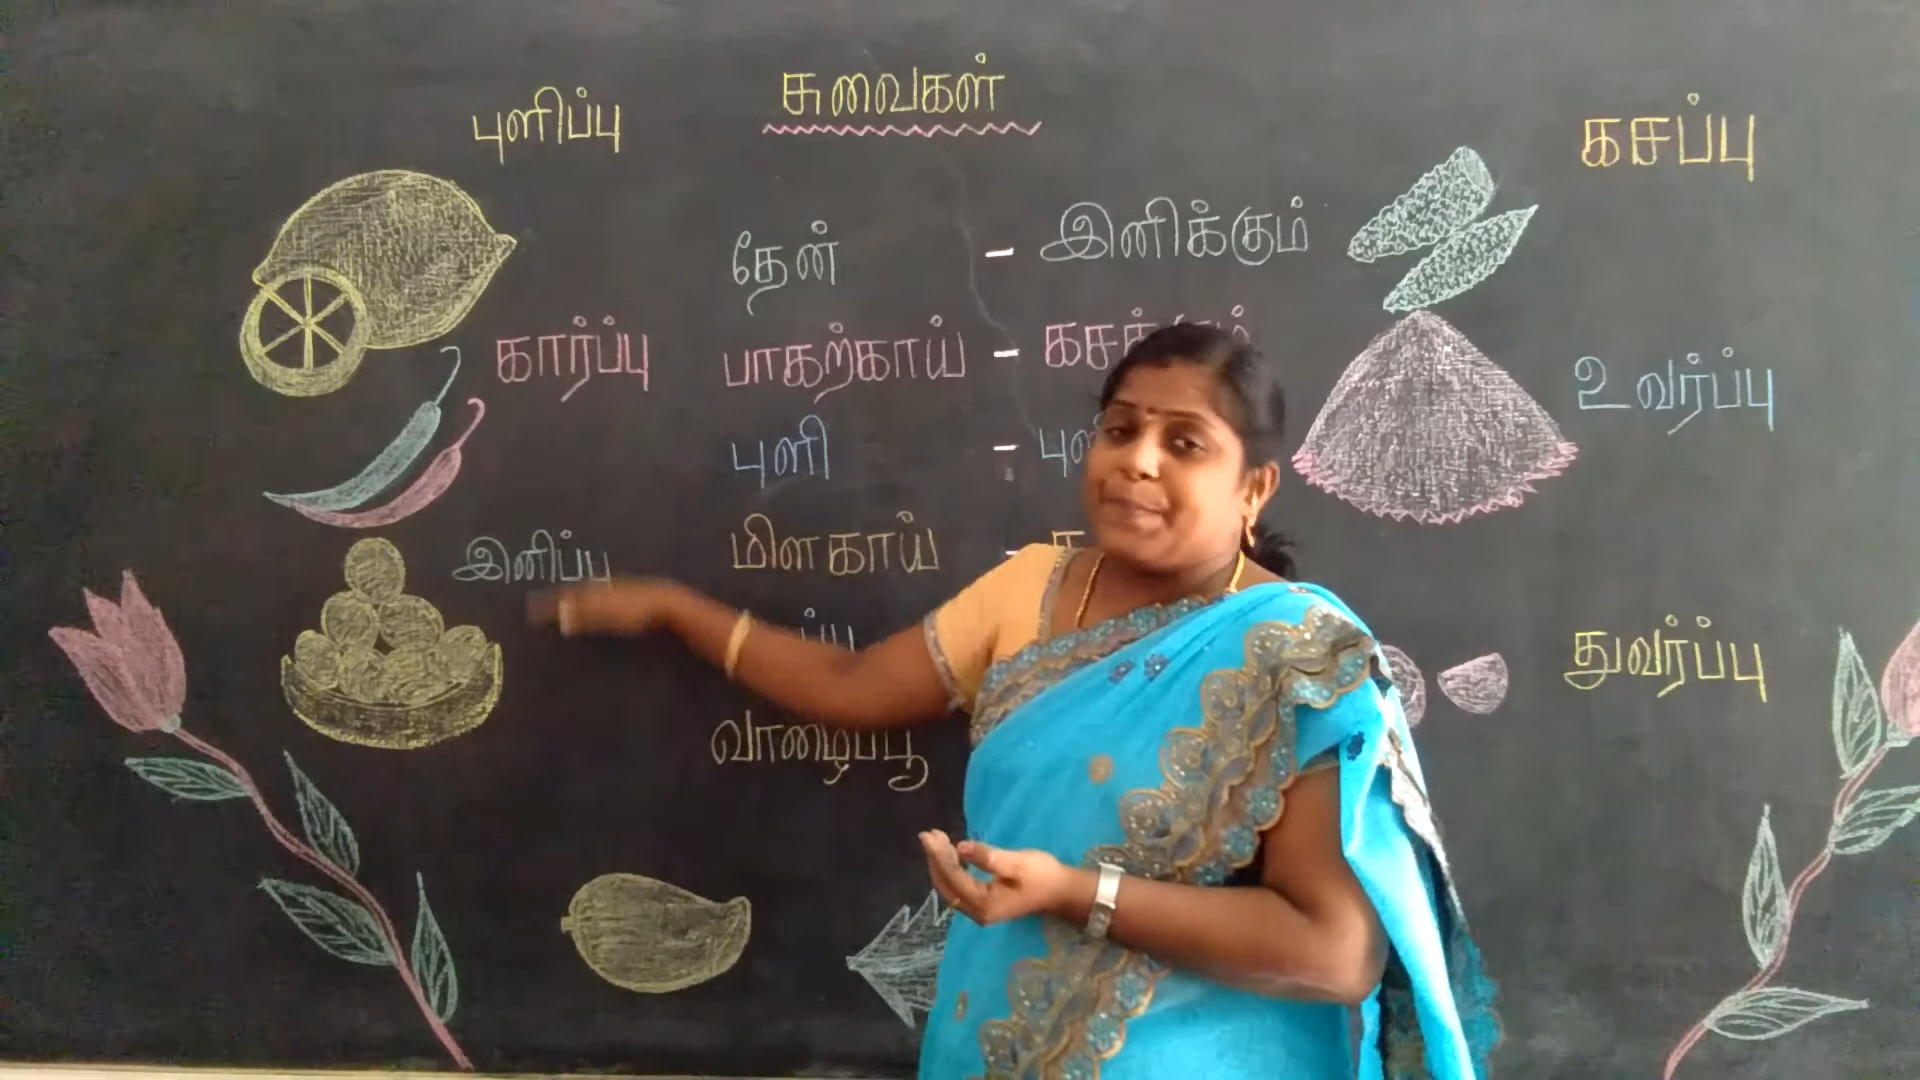 சுவைகள்
புளிப்பு
கசப்பு
தேன் - இனிக்கும்
கார்ப்பு
பாகற்காய் -
உவர்ப்பு
புளி -
இனிப்பு
மிளகாய் -
துவர்ப்பு
வாழைப்பூ